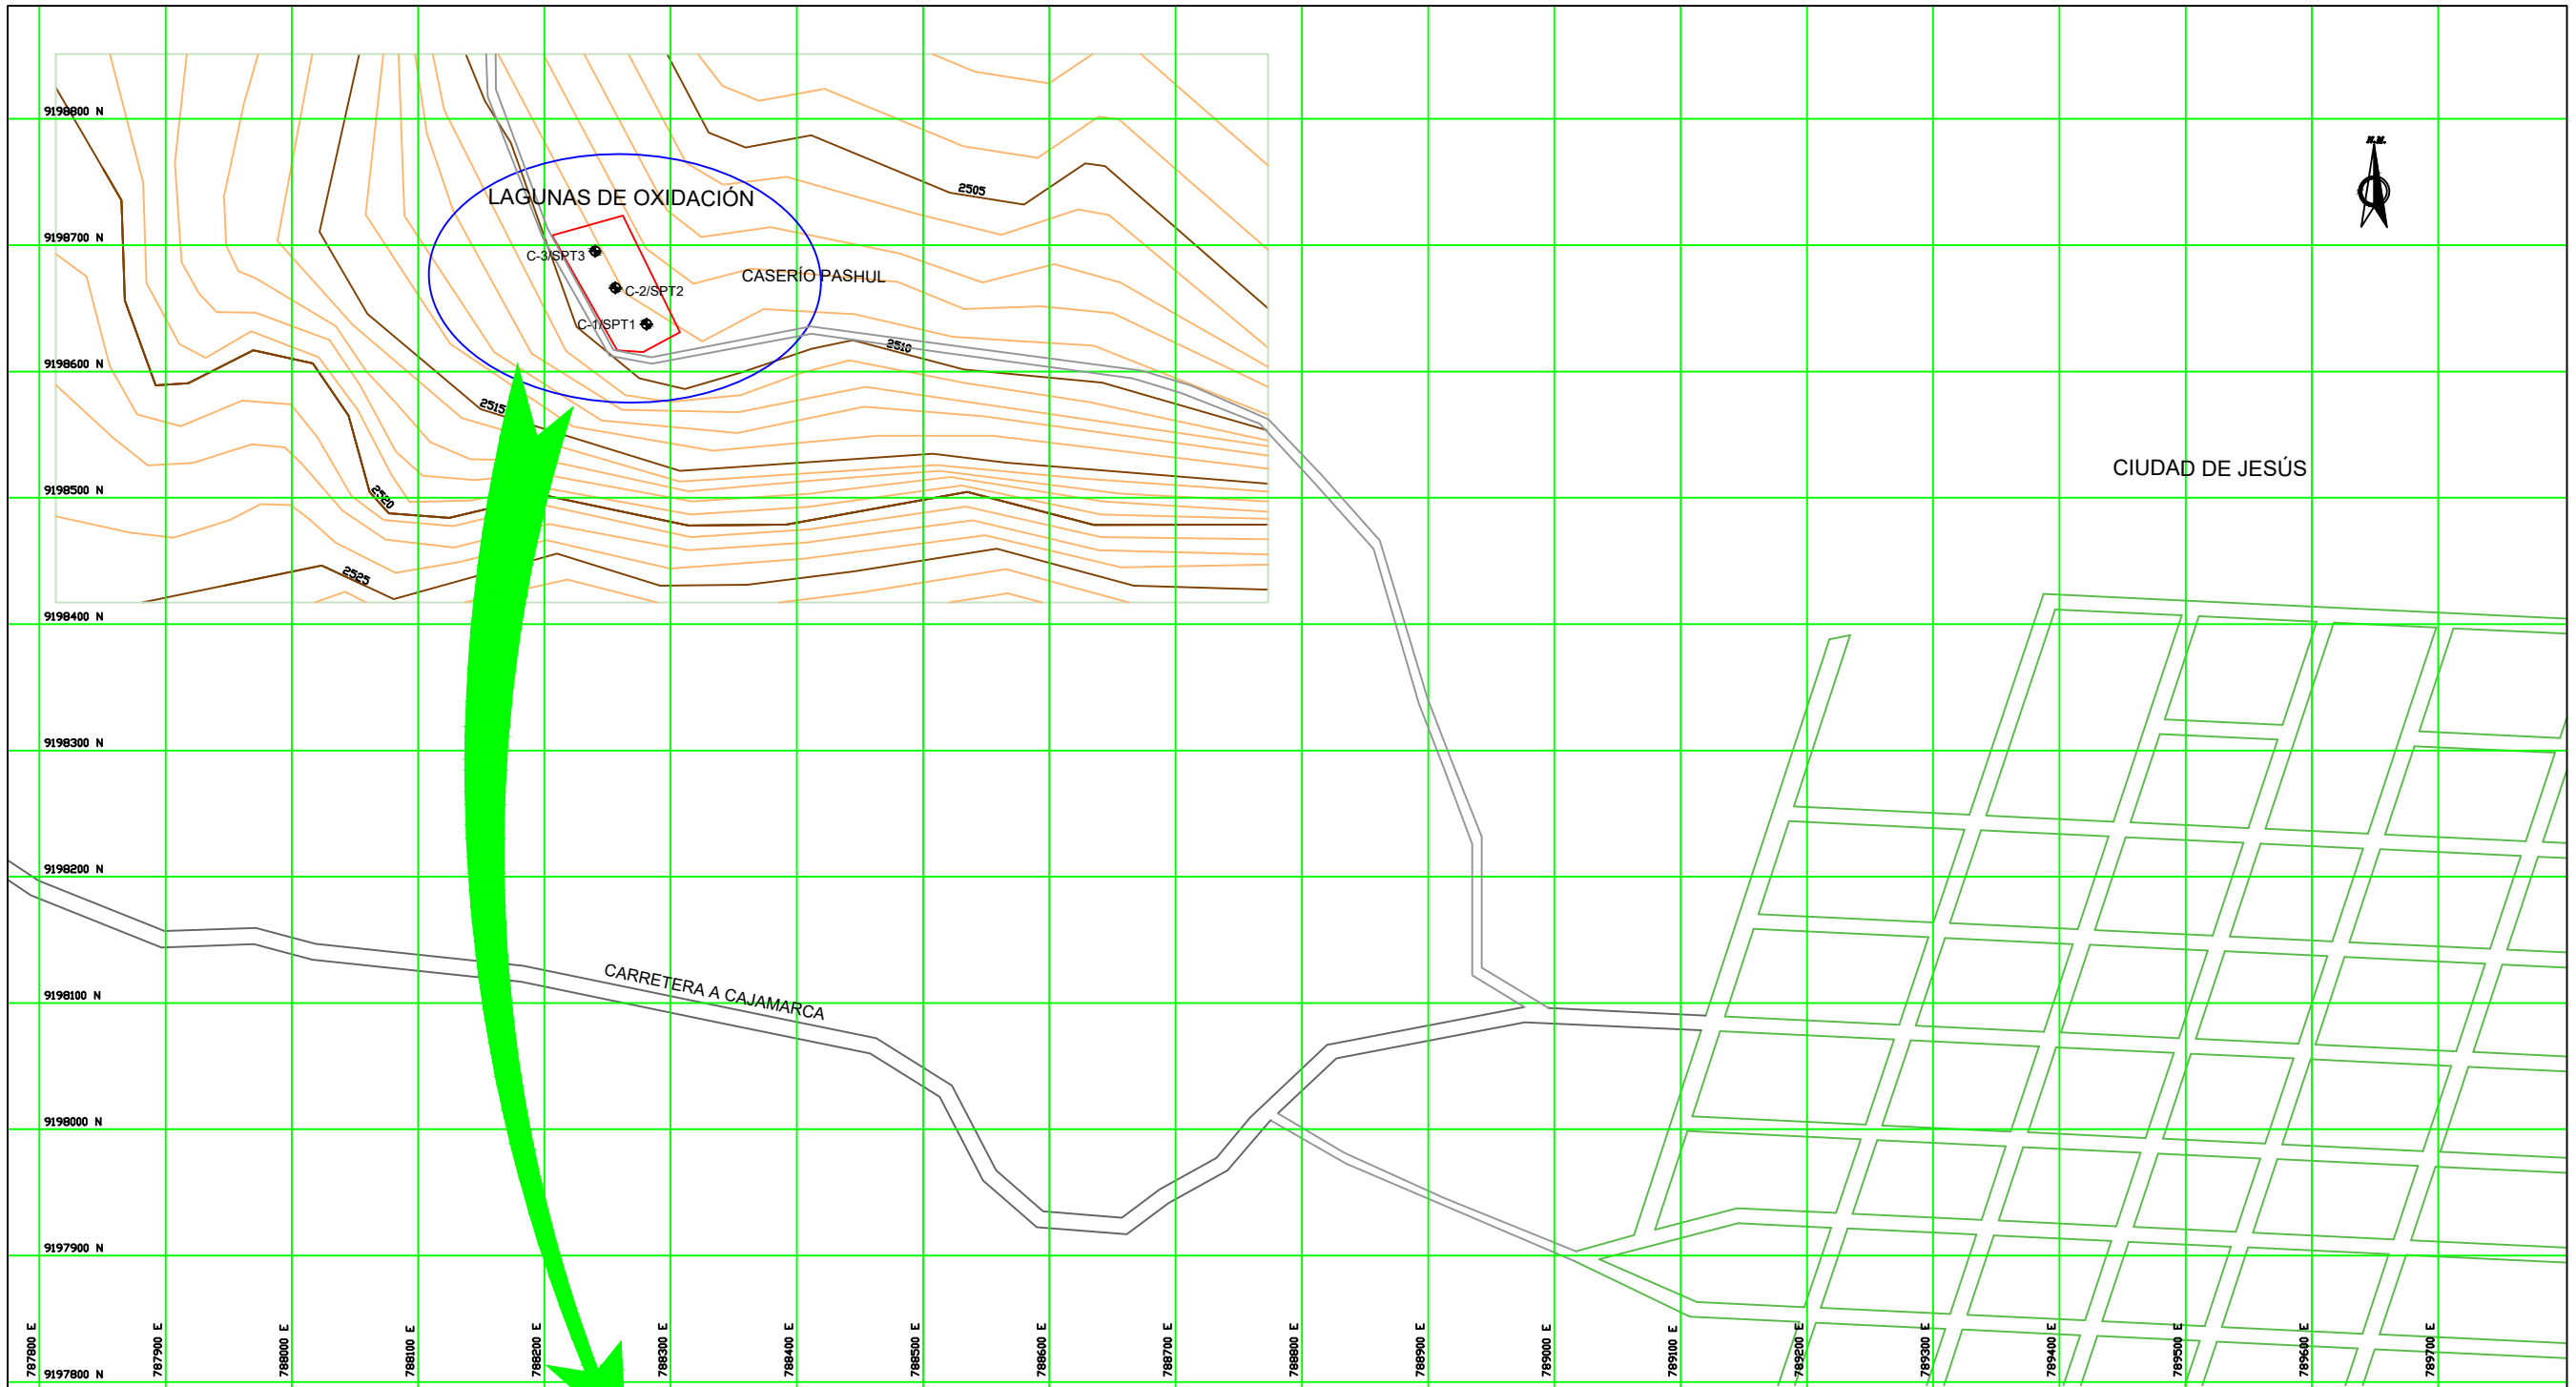 9198800 N
N.M.
2505
LAGUNAS DE OXIDACIÓN
9198700 N
C-3/SPT3
CASERÍO PASHUL
C-2/SPT2
C-1/SPT1
2510
9198600 N
2515
CIUDAD DE JESÚS
9198500 N
2520
2525
9198400 N
9198300 N
9198200 N
CARRETERA A CAJAMARCA
9198100 N
9198000 N
9197900 N
787800 E
787900 E
788000 E
788100 E
788200 E
788300 E
788400 E
788500 E
788600 E
788700 E
788800 E
788900 E
789000 E
789100 E
789200 E
789300 E
789400 E
789500 E
789600 E
789700 E
9197800 N